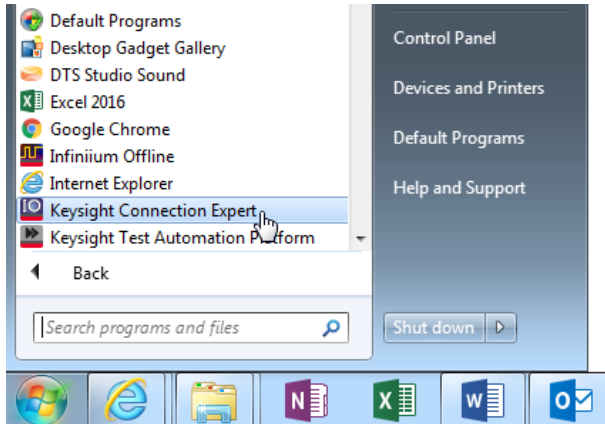 Default Programs
Desktop Gadget Gallery
DTS Studio Sound
Excel 2016
Google Chrome
Infiniium Offline
Internet Explorer
IO
Keysight Connection Expert
Keysight Test Automation Platform
Back
Search programs and files
Control Panel
Devices and Printers
Default Programs
Help and Support
Shut down
N
X
W
O